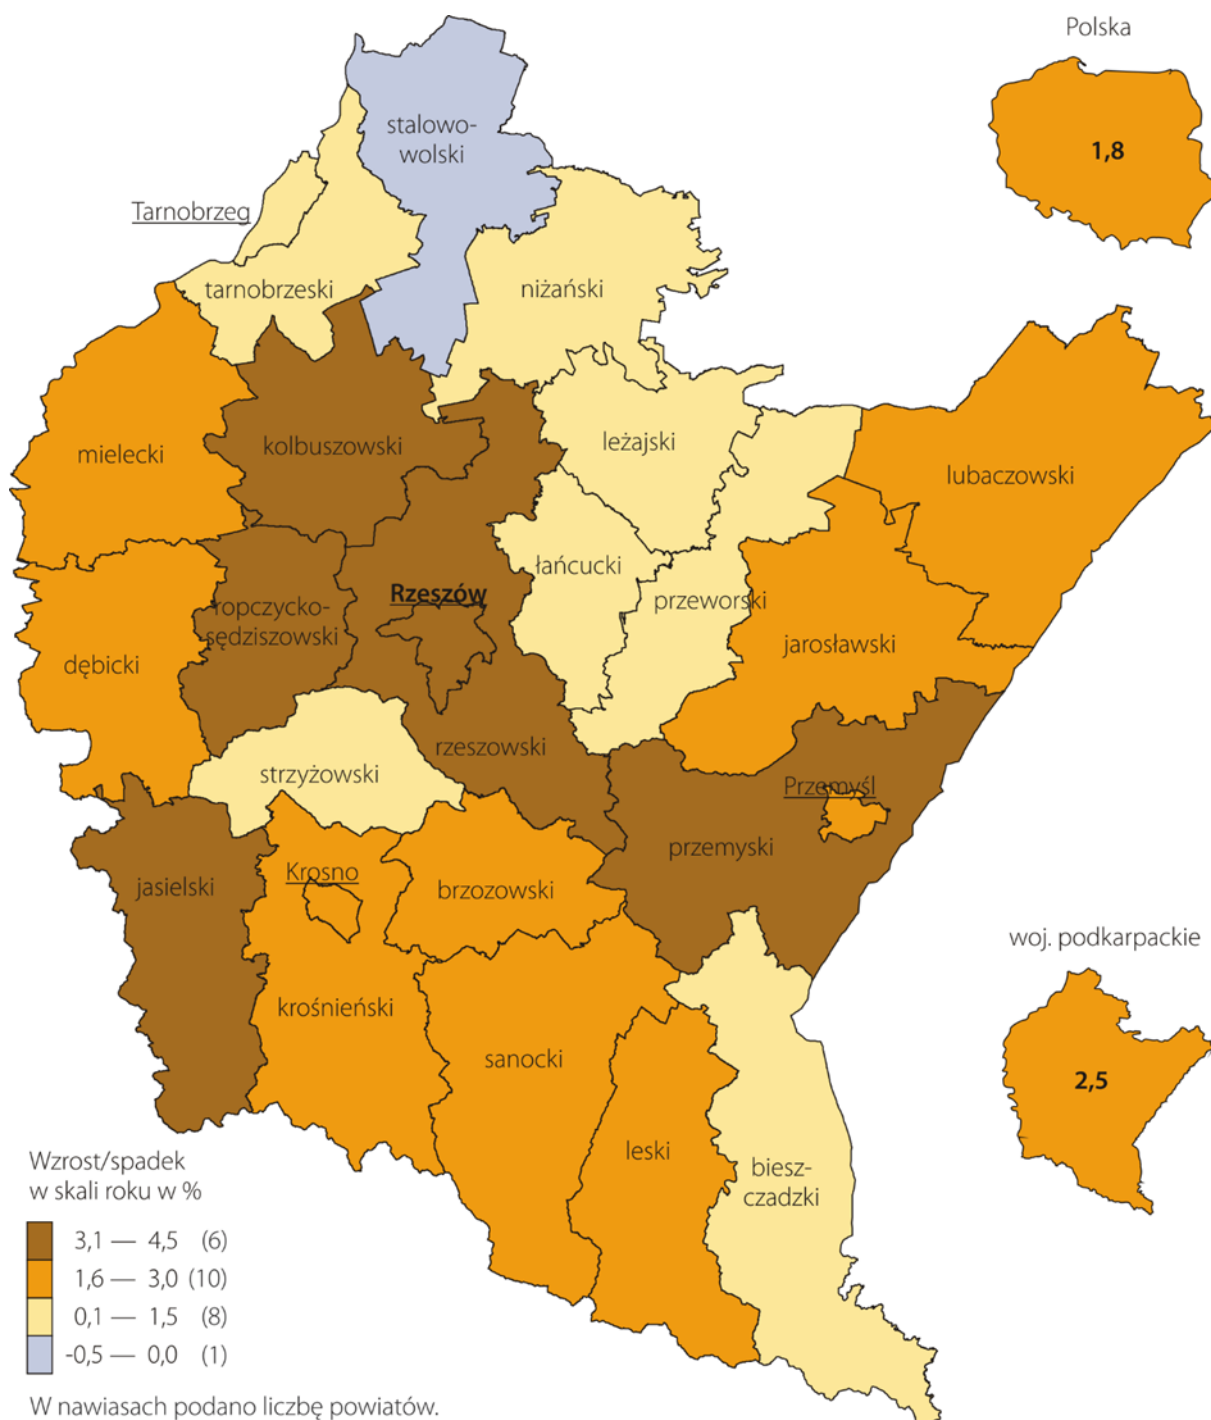 Polska
1,8
stalowo-
wolski
Tarnobrzeg
tarnobrzeski
niżański
mielecki
kolbuszowski
leżajski
lubaczowski
łańcucki
Rzeszów
przeworski
ropczycko-
sędziszowski
dębicki
jarosławski
rzeszowski
strzyżowski
Przemyśl
przemyski
jasielski
Krosno
brzozowski
woj. podkarpackie
2,5
krośnieński
sanocki
leski
biesz-
czadzki
Wzrost/spadek
w skali roku w %
3,1 — 4,5 (6)
1,6 — 3,0 (10)
0,1 — 1,5 (8)
-0,5 — 0,0 (1)
W nawiasach podano liczbę powiatów.